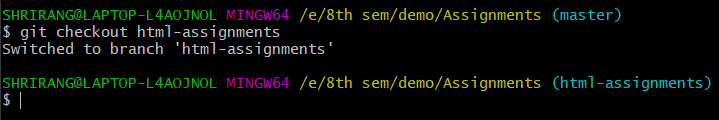 SHRIRANG@LAPTOP-L4AOJNOL MINGW64 /e/8th sem/demo/Assignments (master)
$ git checkout html-assignments
Switched to branch 'html-assignments'
SHRIRANG@LAPTOP-L4AOJNOL MINGW64 /e/8th sem/demo/Assignments (html-assignments)
$